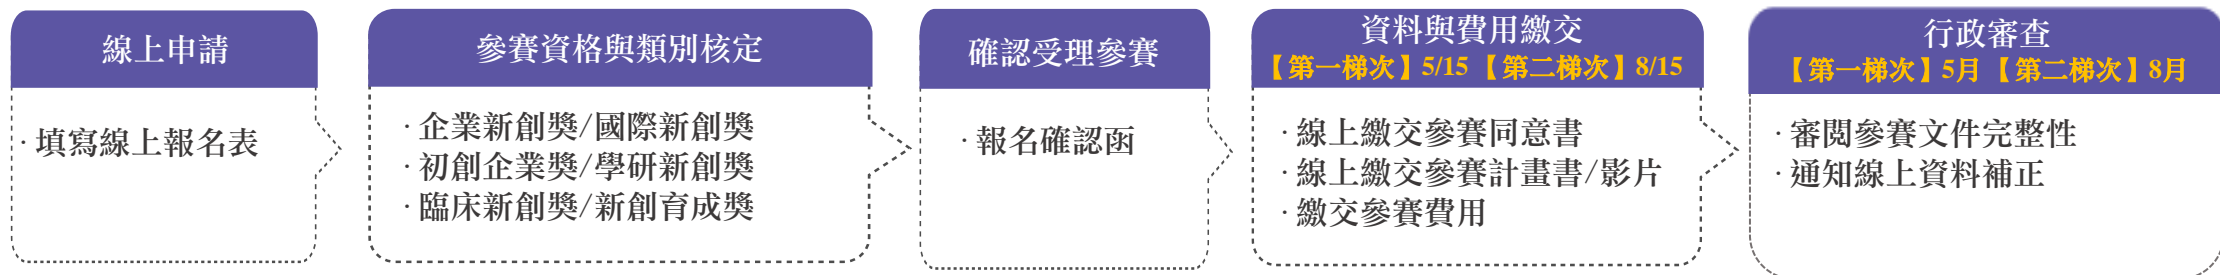 線上申請
· 填寫線上報名表
參賽資格與類別核定
· 企業新創獎/國際新創獎
· 初創企業獎/學研新創獎
· 臨床新創獎/新創育成獎
確認受理參賽
· 報名確認函
資料與費用繳交
【第一梯次】5/15【第二梯次】8/15
· 線上繳交參賽同意書
· 線上繳交參賽計畫書/影片
· 繳交參賽費用
行政審查
【第一梯次】5月【第二梯次】8月
· 審閱參賽文件完整性
· 通知線上資料補正